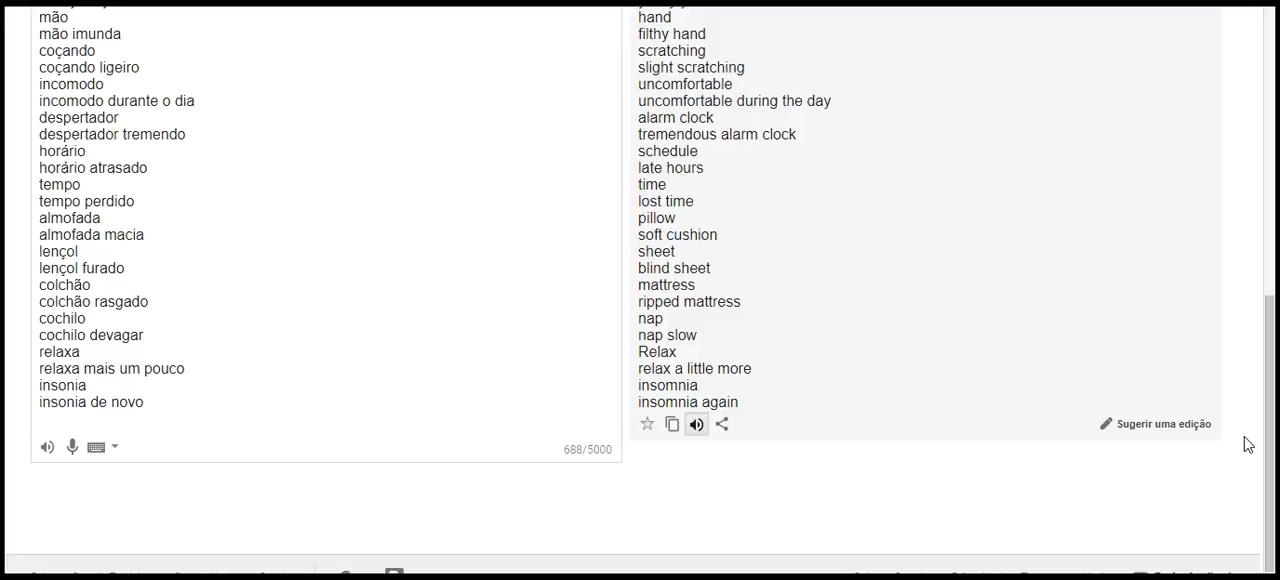 mão
mão imunda
coçando
coçando ligeiro
incomodo
incomodo durante o dia
despertador
despertador tremendo
horário
horário atrasado
tempo
tempo perdido
almofada
almofada macia
lençol
lençol furado
colchão
colchão rasgado
cochilo
cochilo devagar
relaxa
relaxa mais um pouco
insonia
insonia de novo
688/5000
hand
filthy hand
scratching
slight scratching
uncomfortable
uncomfortable during the day
alarm clock
tremendous alarm clock
schedule
late hours
time
lost time
pillow
soft cushion
sheet
blind sheet
mattress
ripped mattress
nap
nap slow
Relax
relax a little more
insomnia
insomnia again
Sugerir uma edição